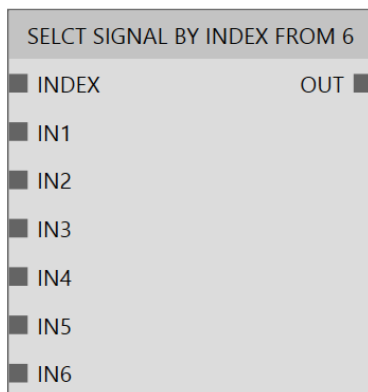 SELCT SIGNAL BY INDEX FROM 6
INDEX OUT
IN1
IN2
IN3
IN4
IN5
IN6